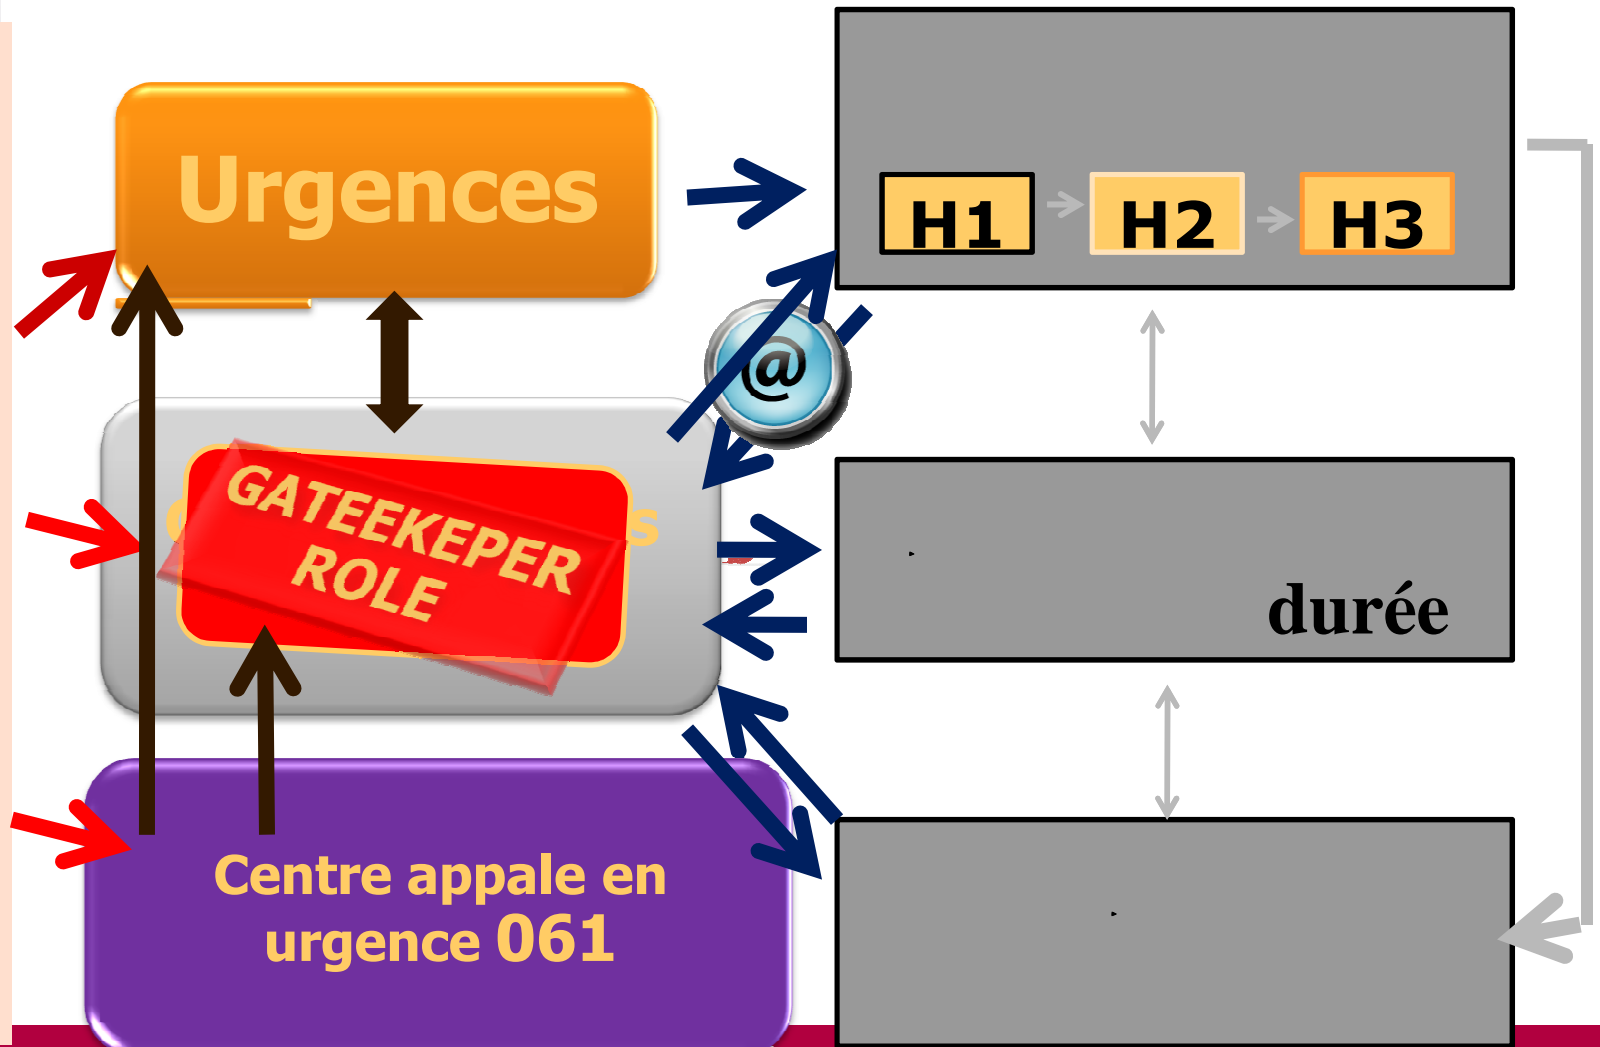 Urgences
H1
H2
H3
@
GATEEKEPER
ROLE
durée
Centre appale en
urgence 061